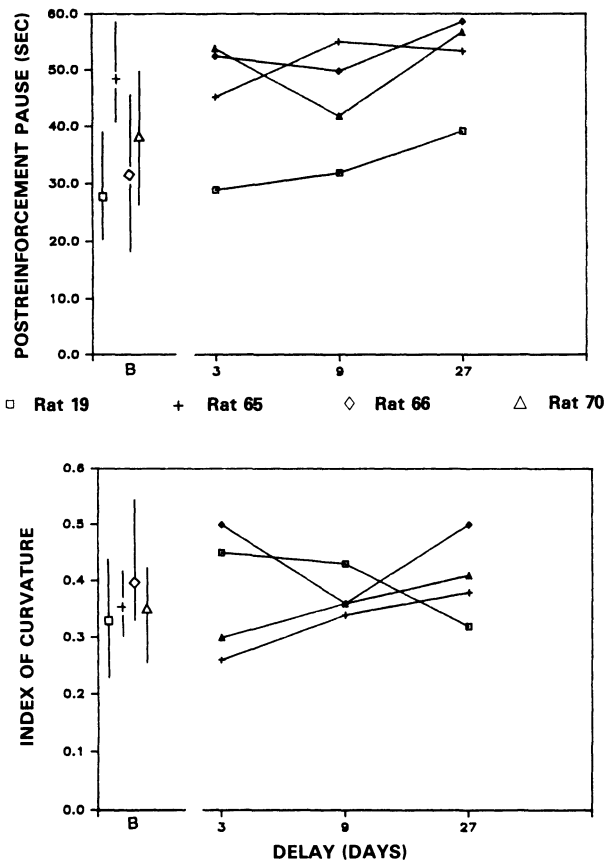 POSTREINFORCEMENT PAUSE (SEC)
60.0
50.0
40.0
30.0
20.0
10.0
0.0
B
3
9
27
Rat 19
Rat 65
Rat 66
Rat 70
INDEX OF CURVATURE
0.6
0.5
0.4
0.3
0.2
0.1
0.0
B
3
9
27
DELAY (DAYS)